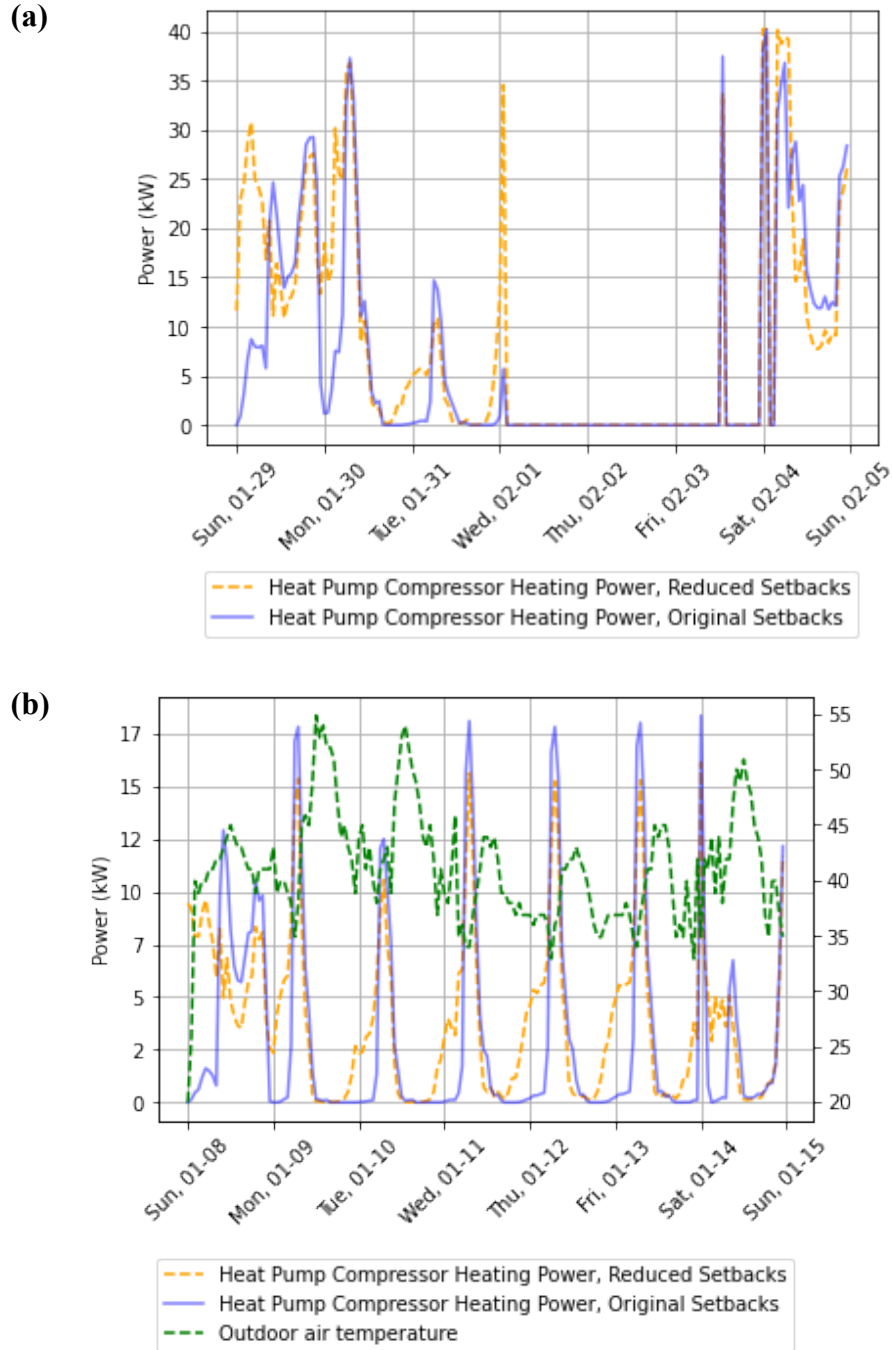 (a)
40
35
30
25
20
15
10
5
0
Power (kW)
Sun, 01-29
Mon, 01-30
Tue, 01-31
Wed, 02-01
Thu, 02-02
Fri, 02-03
Sat, 02-04
Sun, 02-05
Heat Pump Compressor Heating Power, Reduced Setbacks
Heat Pump Compressor Heating Power, Original Setbacks
(b)
17
15
12
10
7
5
2
0
Power (kW)
55
50
45
40
35
30
25
20
Sun, 01-08
Mon, 01-09
Tue, 01-10
Wed, 01-11
Thu, 01-12
Fri, 01-13
Sat, 01-14
Sun, 01-15
Heat Pump Compressor Heating Power, Reduced Setbacks
Heat Pump Compressor Heating Power, Original Setbacks
Outdoor air temperature